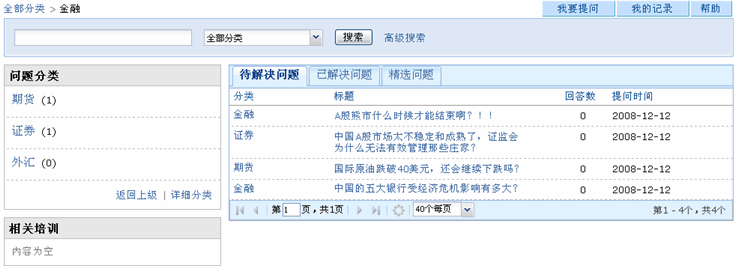 全部分类 > 金融
我要提问 我的记录 帮助
全部分类 搜索 高级搜索
问题分类
期货 (1)
证券 (1)
外汇 (0)
返回上级 | 详细分类
相关培训
内容为空
待解决问题 已解决问题 精选问题
分类 标题 回答数 提问时间
金融 A股熊市什么时候才能结束啊？！！ 0 2008-12-12
证券 中国A股市场太不稳定和成熟了，证监会 0 2008-12-12
为什么无法有效管理那些庄家?
期货 国际原油跌破40美元，还会继续下跌吗? 0 2008-12-12
金融 中国的五大银行受经济危机影响有多大? 0 2008-12-12
第 1 页，共1页 40个每页 第1 - 4个，共4个